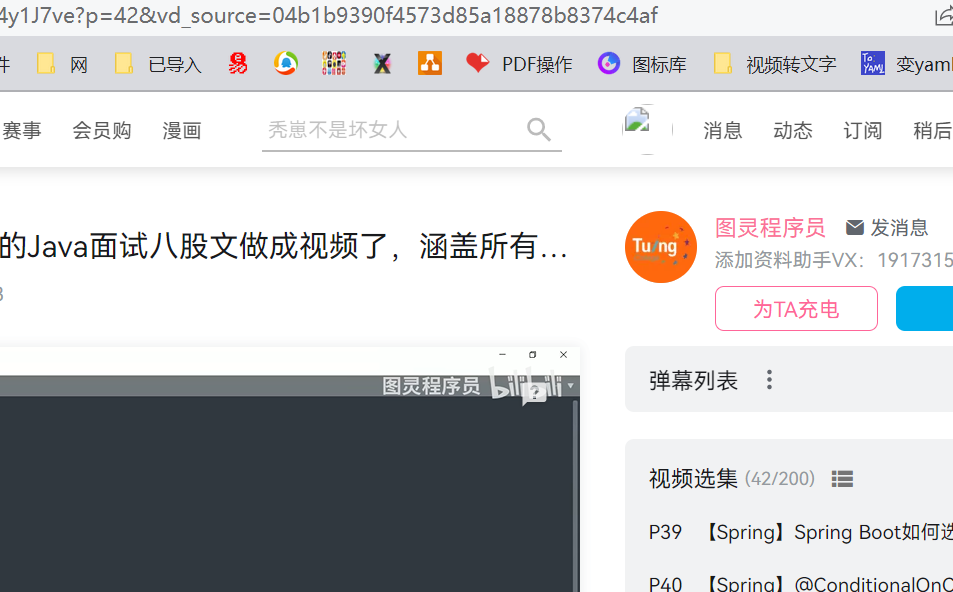 4y1J7ve?p=42&vd_source=04b1b9390f4573d85a18878b8374c4af
件 网 已导入 PDF操作 图标库 视频转文字 To YAML 变yaml
赛事 会员购 漫画 秃崽不是坏女人 消息 动态 订阅 稍后
的Java面试八股文做成视频了，涵盖所有…
图灵程序员 发消息
添加资料助手VX：1917315
为TA充电
图灵程序员 bilibili
弹幕列表
视频选集 (42/200)
P39 【Spring】Spring Boot如何选
P40 【Spring】@ConditionalOnC